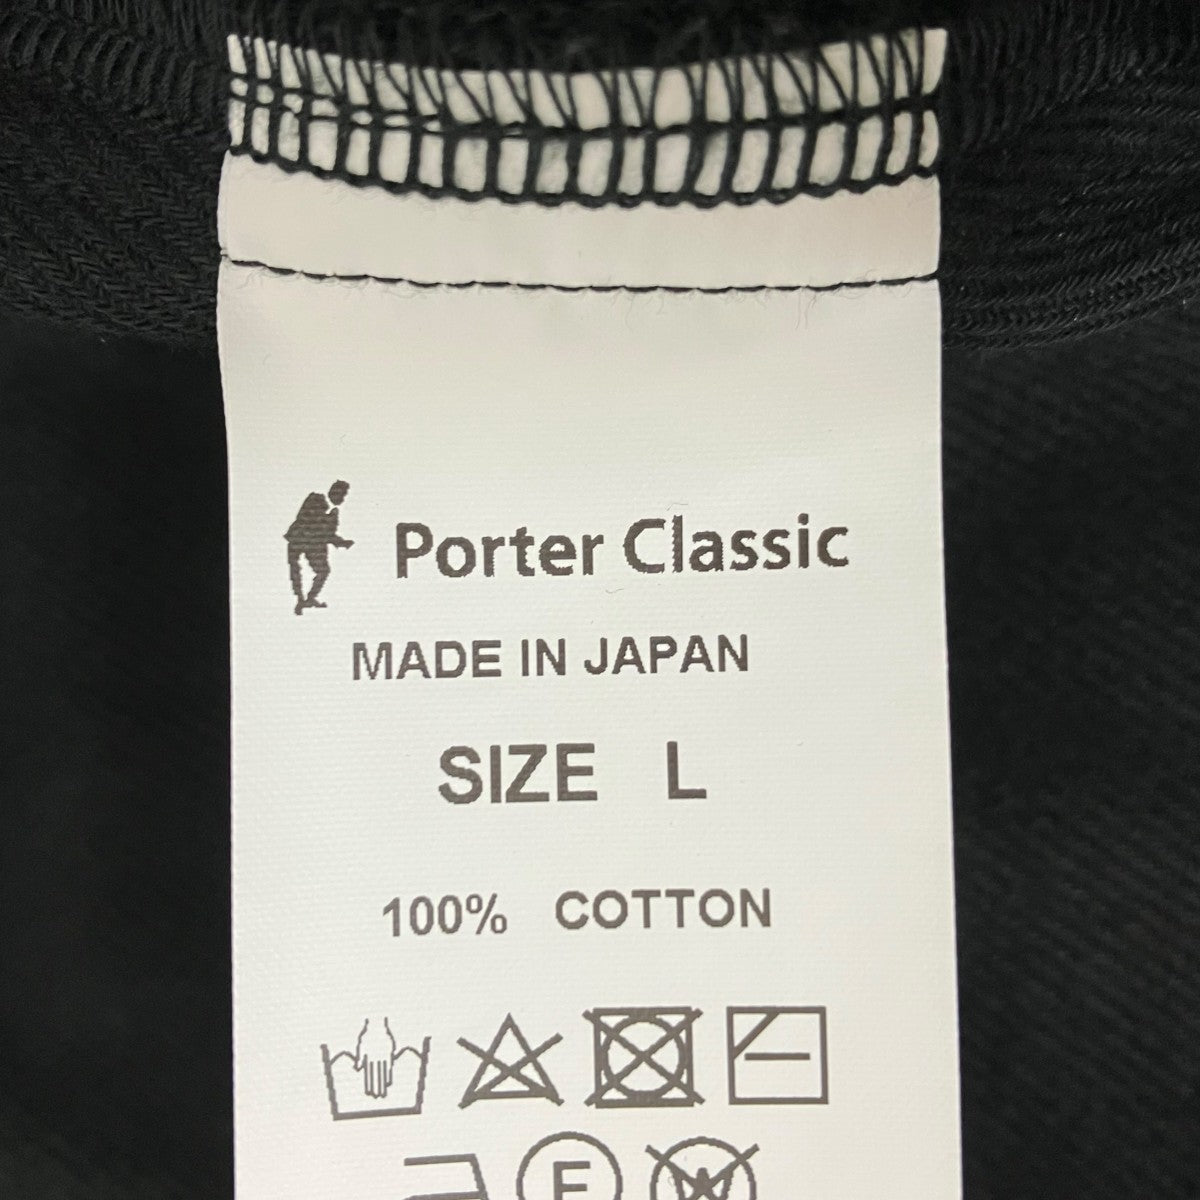 Porter Classic
MADE IN JAPAN
SIZE L
100% COTTON
F
W